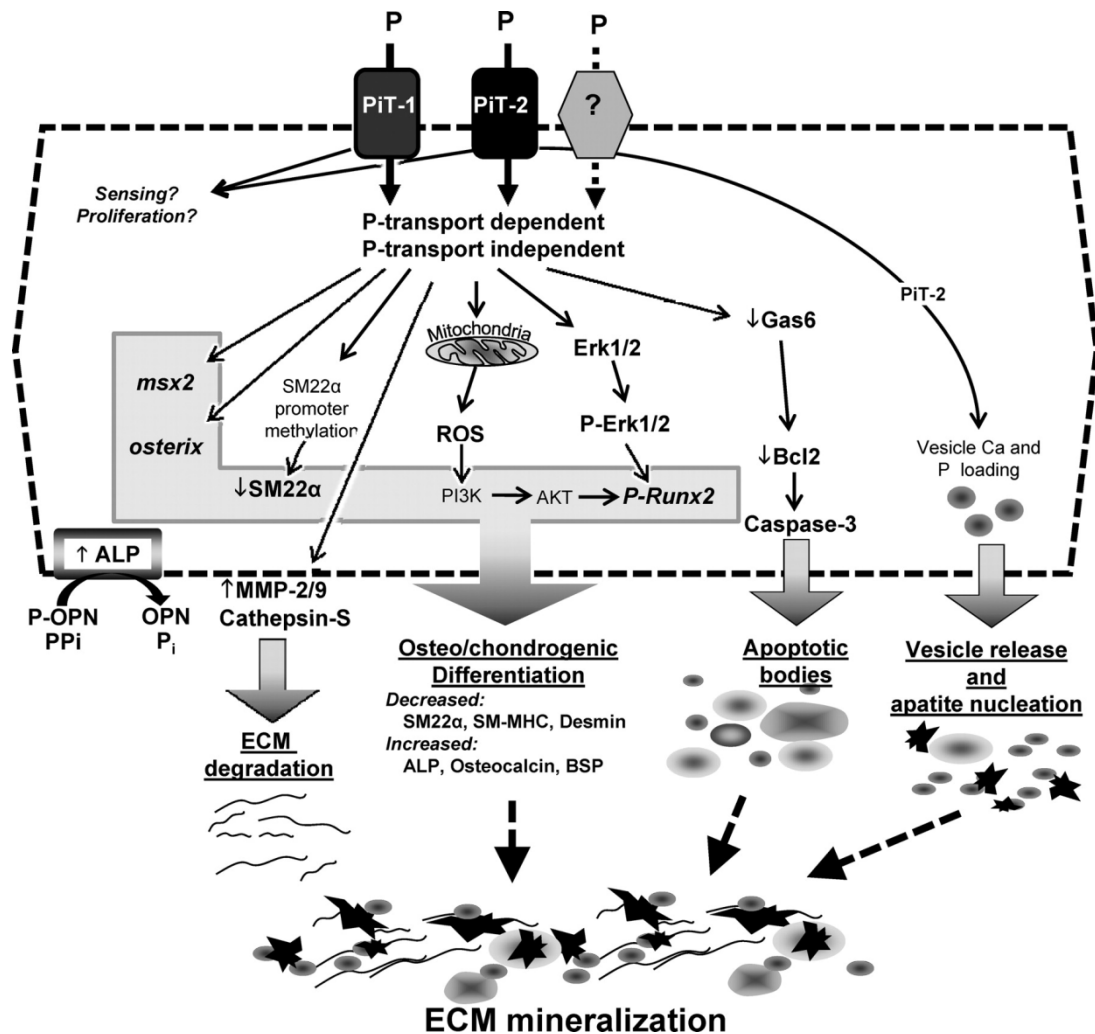 P
P
P
PiT-1
PiT-2
?
Sensing?
Proliferation?
P-transport dependent
P-transport independent
PiT-2
Mitochondria
↓Gas6
Erk1/2
msx2
SM22α
promoter
methylation
osterix
ROS
P-Erk1/2
↓Bcl2
Vesicle Ca and
P loading
↓SM22α
PI3K
AKT
P-Runx2
Caspase-3
↑ ALP
P-OPN
PPi
OPN
Pi
↑MMP-2/9
Cathepsin-S
Osteo/chondrogenic
Differentiation
Decreased:
SM22α, SM-MHC, Desmin
Increased:
ALP, Osteocalcin, BSP
Apoptotic
bodies
Vesicle release
and
apatite nucleation
ECM
degradation
ECM mineralization